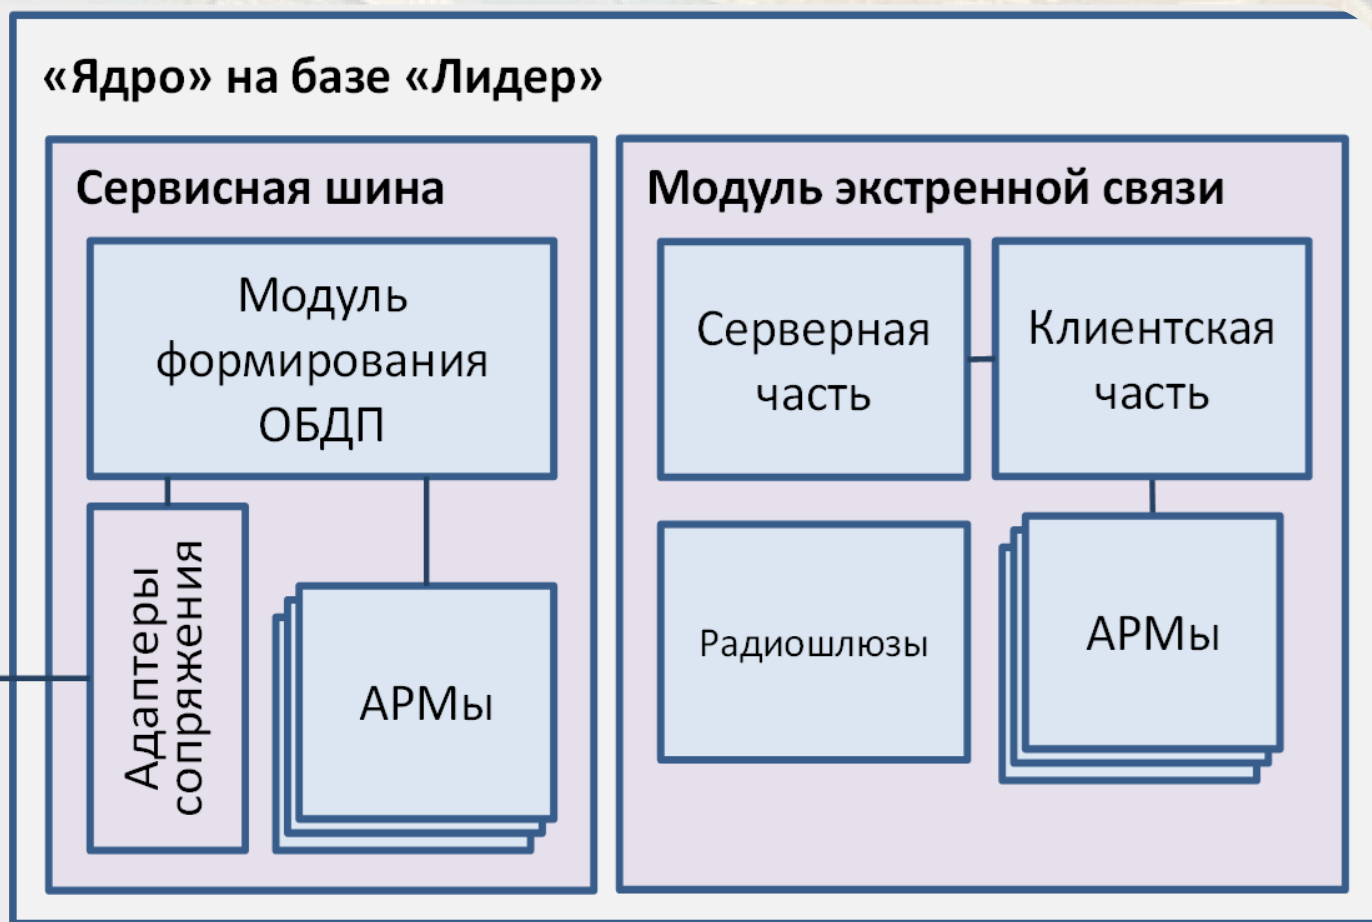 «Ядро» на базе «Лидер»
Сервисная шина
Модуль
формирования
ОБДП
Адаптеры
сопряжения
АРМы
Модуль экстренной связи
Серверная
часть
Клиентская
часть
Радиошлюзы
АРМы